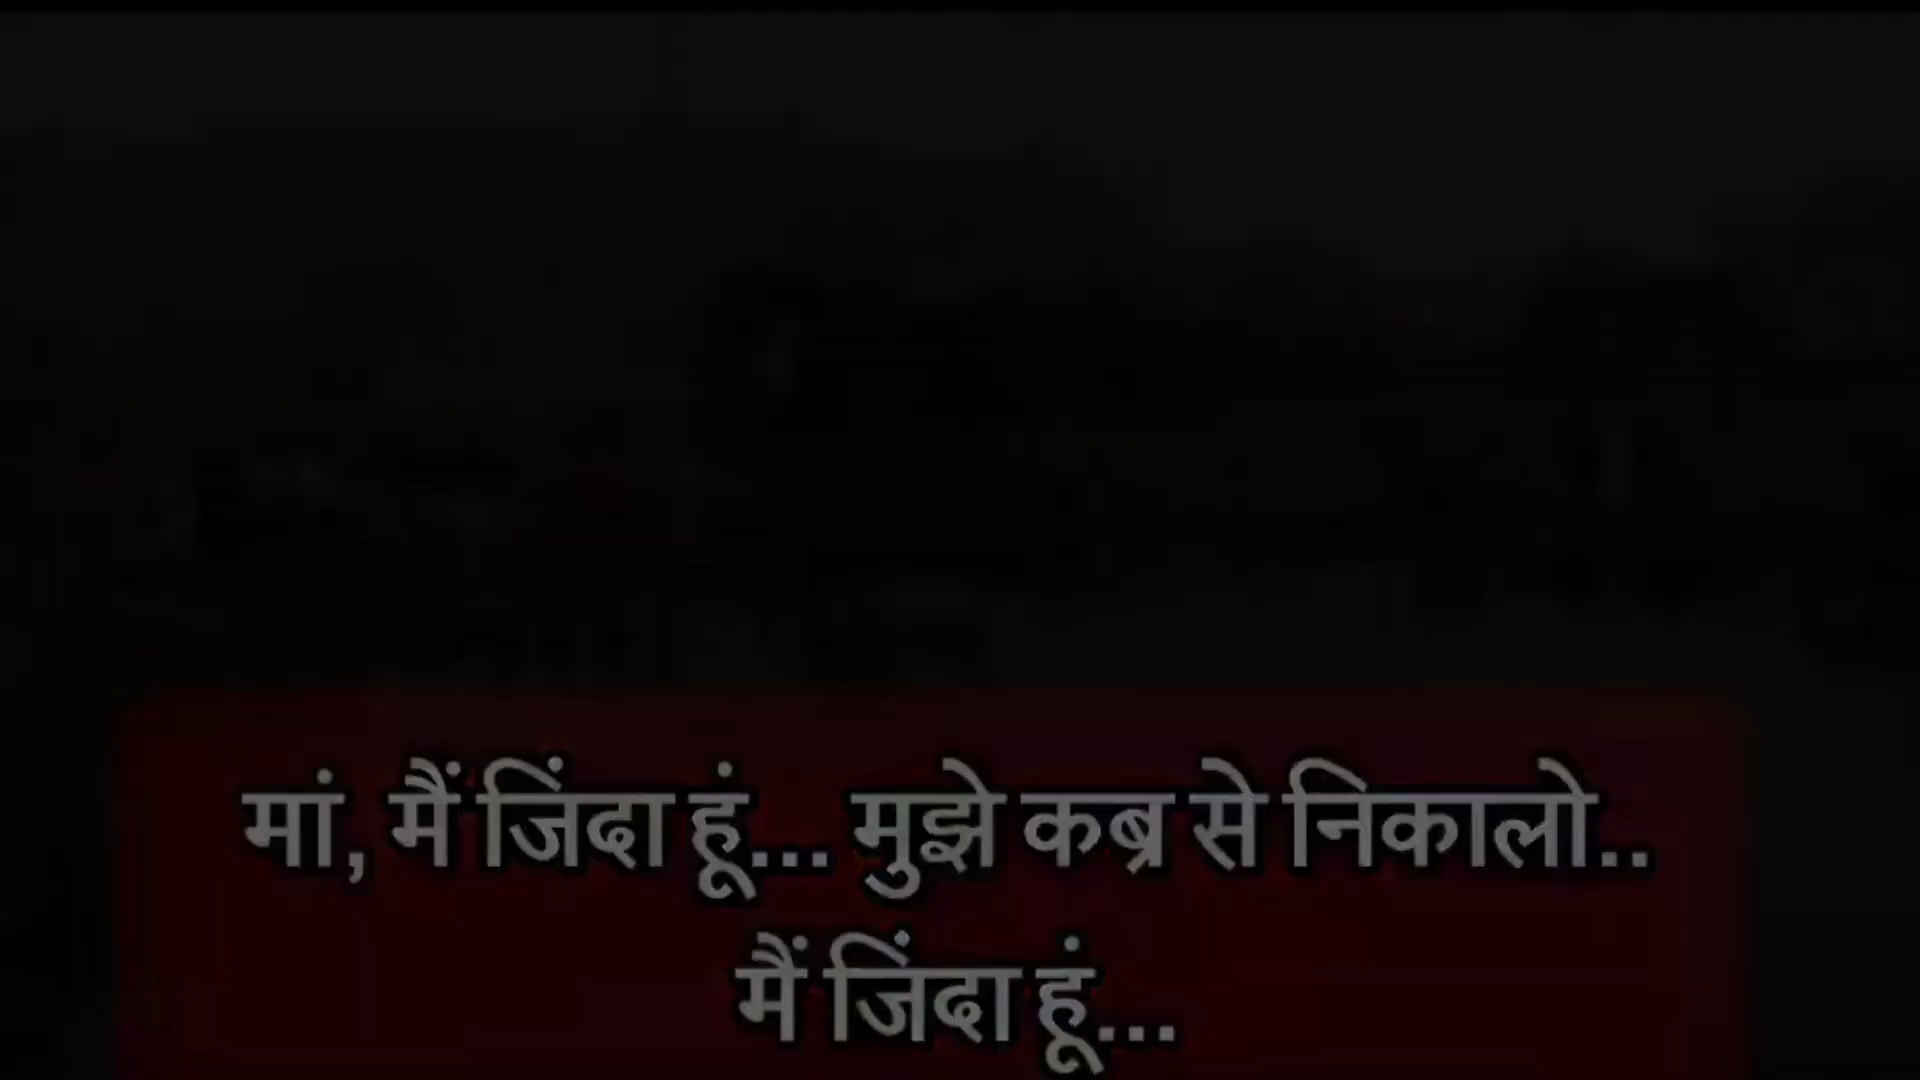 मां, मैं जिंदा हूं... मुझे कब्र से निकालो..
मैं जिंदा हूं...